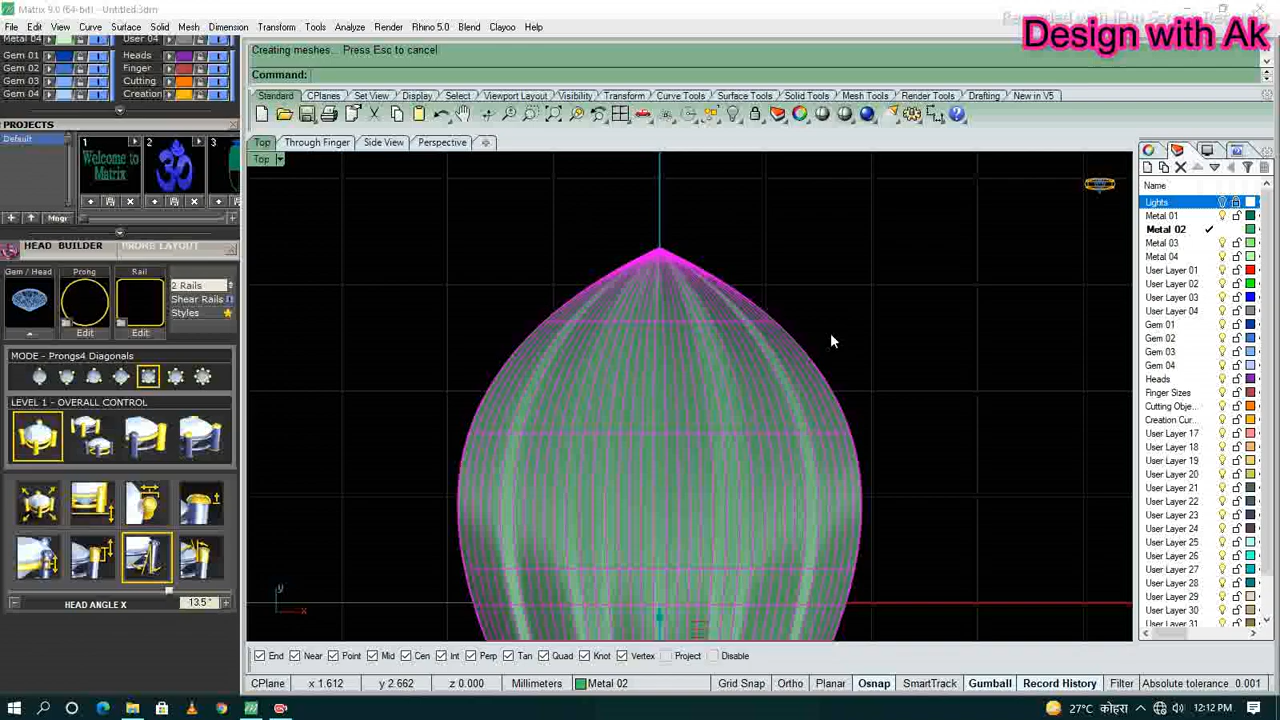 Matrix 9.0 (64-bit) - Untitled.3dm
Design with Ak
File Edit View Curve Surface Solid Mesh Dimension Transform Tools Analyze Render Rhino 5.0 Blend Clayoo Help
Metal 04 User 04
Gem 01 Heads
Gem 02 Finger
Gem 03 Cutting
Gem 04 Creation
Creating meshes... Press Esc to cancel
Command:
Standard CPlanes Set View Display Select Viewport Layout Visibility Transform Curve Tools Surface Tools Solid Tools Mesh Tools Render Tools Drafting New in V5
PROJECTS
Default
1 2 3
Welcome to Matrix
ॐ
Mngr
HEAD BUILDER PRONG LAYOUT
Gem / Head Prong Rail
2 Rails
Shear Rails
Styles
Edit Edit
MODE - Prongs4 Diagonals
LEVEL 1 - OVERALL CONTROL
HEAD ANGLE X 13.5°
Top Through Finger Side View Perspective
Top
y
x
Name
Lights
Metal 01
Metal 02
Metal 03
Metal 04
User Layer 01
User Layer 02
User Layer 03
User Layer 04
Gem 01
Gem 02
Gem 03
Gem 04
Heads
Finger Sizes
Cutting Obje...
Creation Cur...
User Layer 17
User Layer 18
User Layer 19
User Layer 20
User Layer 21
User Layer 22
User Layer 23
User Layer 24
User Layer 25
User Layer 26
User Layer 27
User Layer 28
User Layer 29
User Layer 30
User Layer 31
End Near Point Mid Cen Int Perp Tan Quad Knot Vertex Project Disable
CPlane x 1.612 y 2.662 z 0.000 Millimeters Metal 02 Grid Snap Ortho Planar Osnap SmartTrack Gumball Record History Filter Absolute tolerance 0.001
27°C कोहरा 12:12 PM